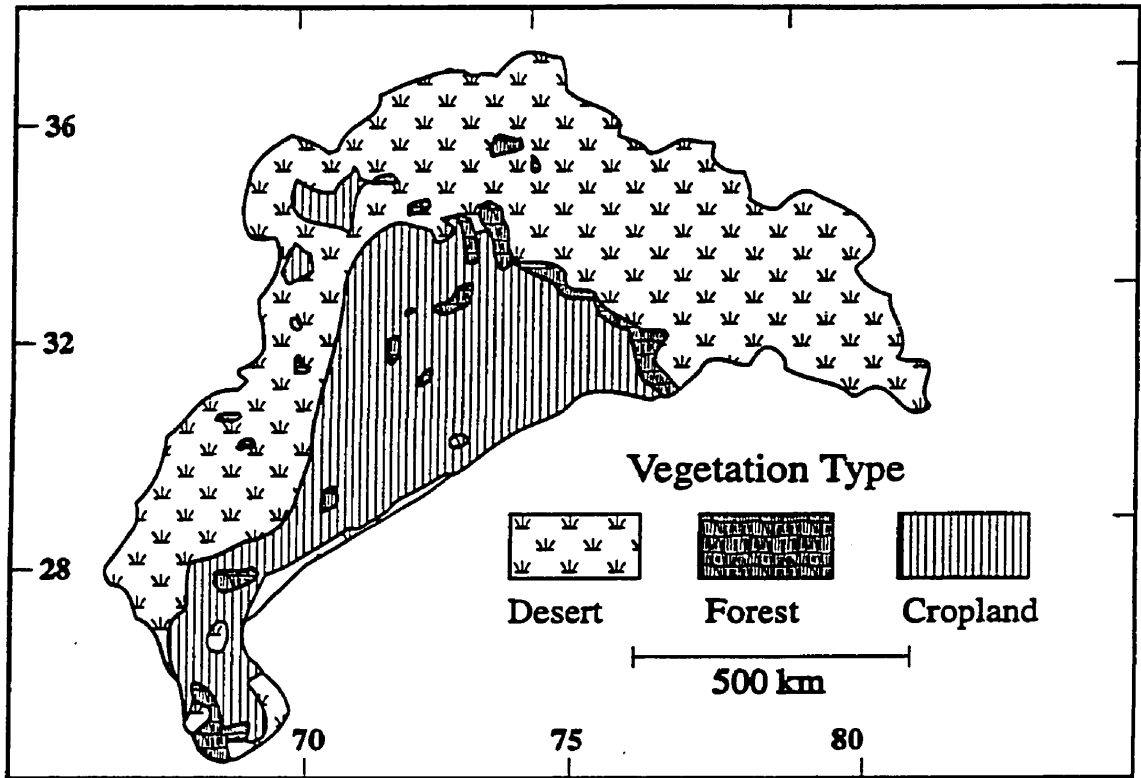 36
32
28
Vegetation Type
Desert Forest Cropland
500 km
70 75 80